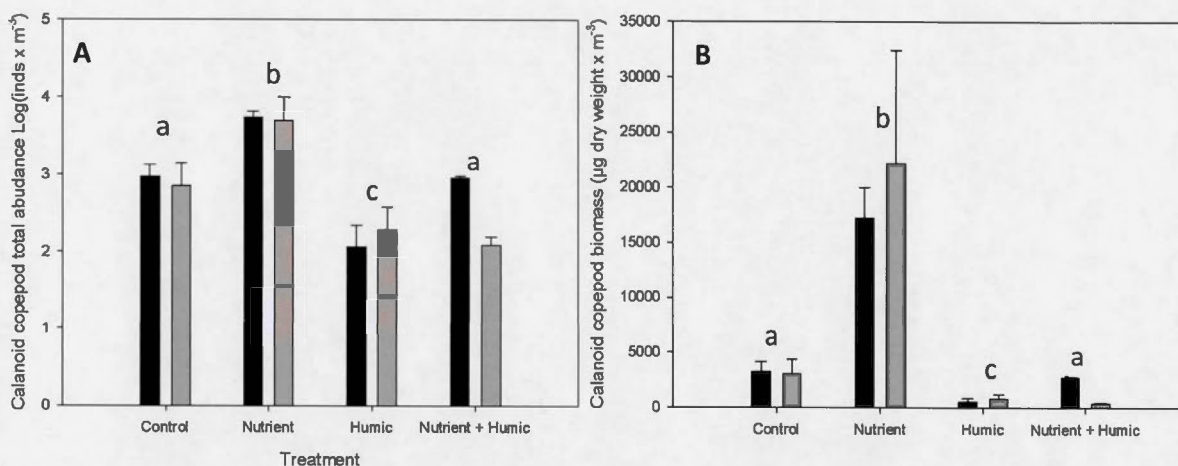 A
Calanoid copepod total abudance Log(inds x m⁻³)
5
4
3
2
1
0
a
b
c
a
Control
Nutrient
Humic
Nutrient + Humic
Treatment
B
Calanoid copepod biomass (µg dry weight x m⁻³)
35000
30000
25000
20000
15000
10000
5000
0
a
b
c
a
Control
Nutrient
Humic
Nutrient + Humic